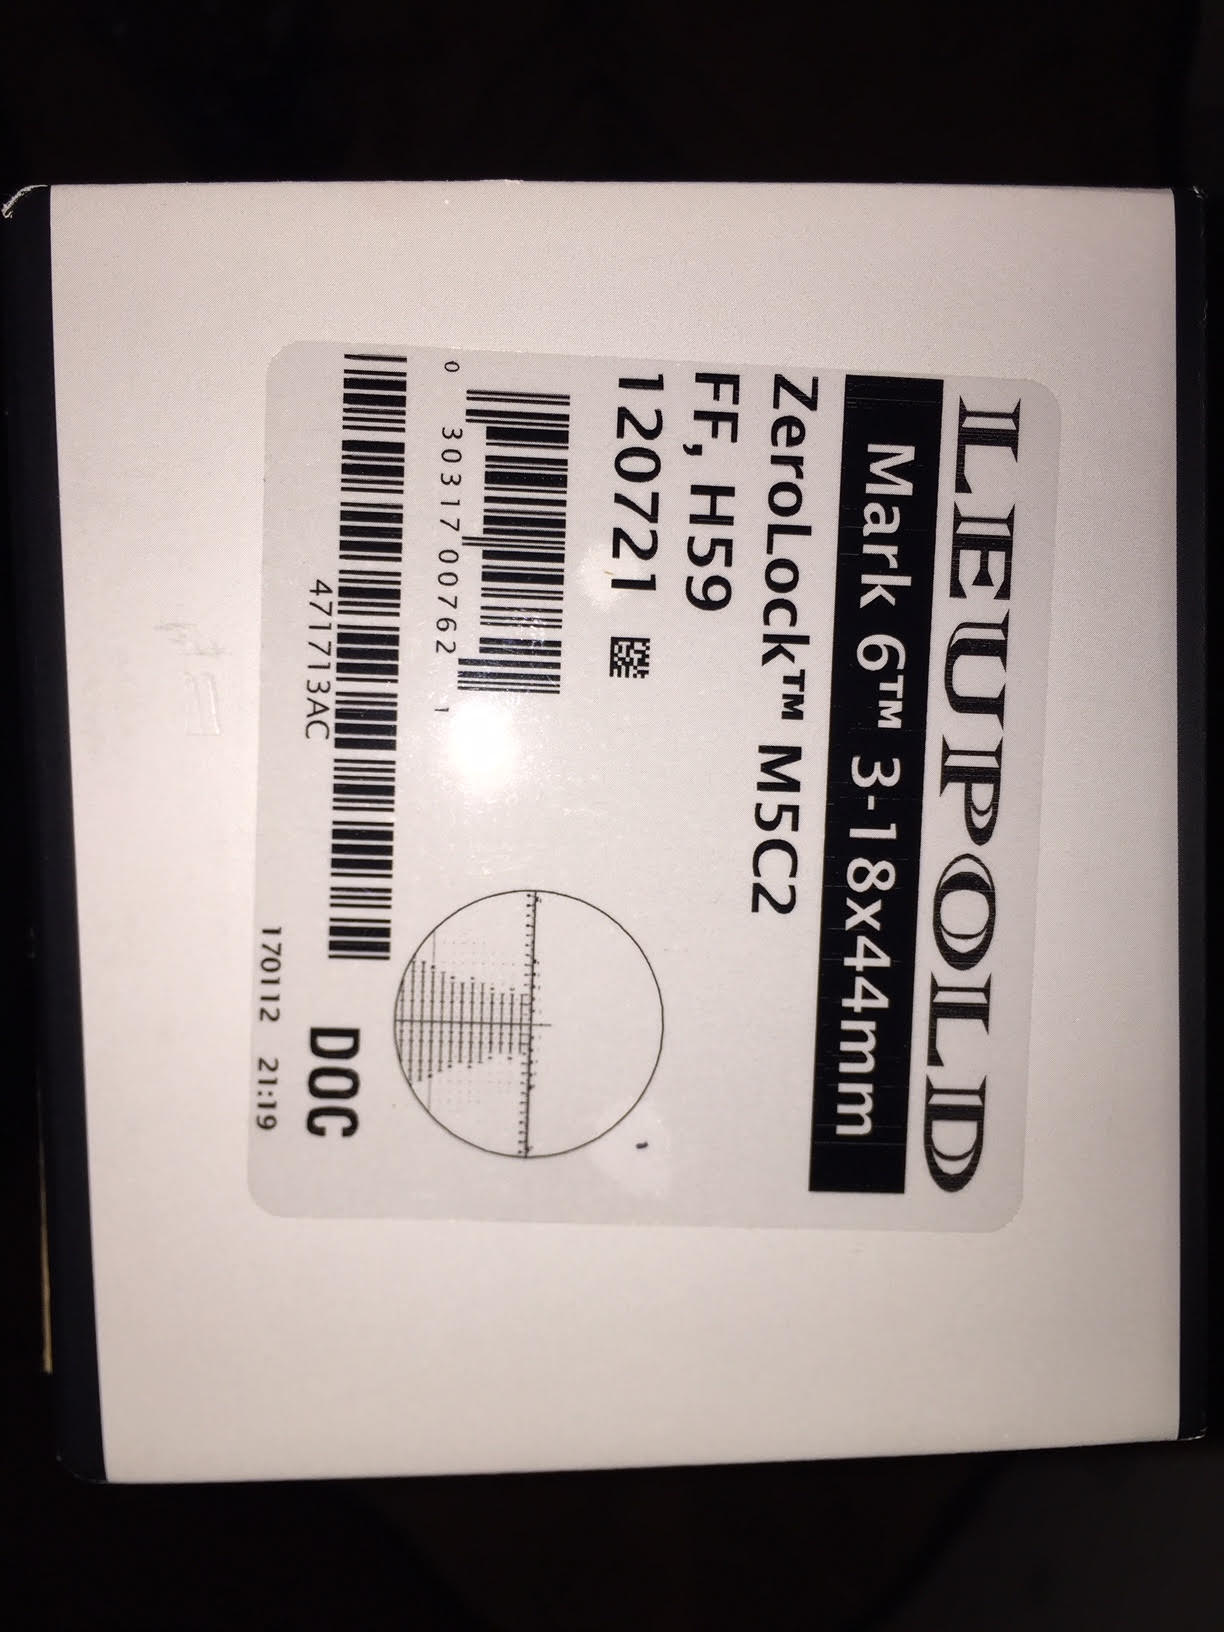 LEUPOLD
Mark 6™ 3-18x44mm
ZeroLock™ M5C2
FF, H59
120721
0 30317 00762 1
471713AC
DOC
170112 21:19